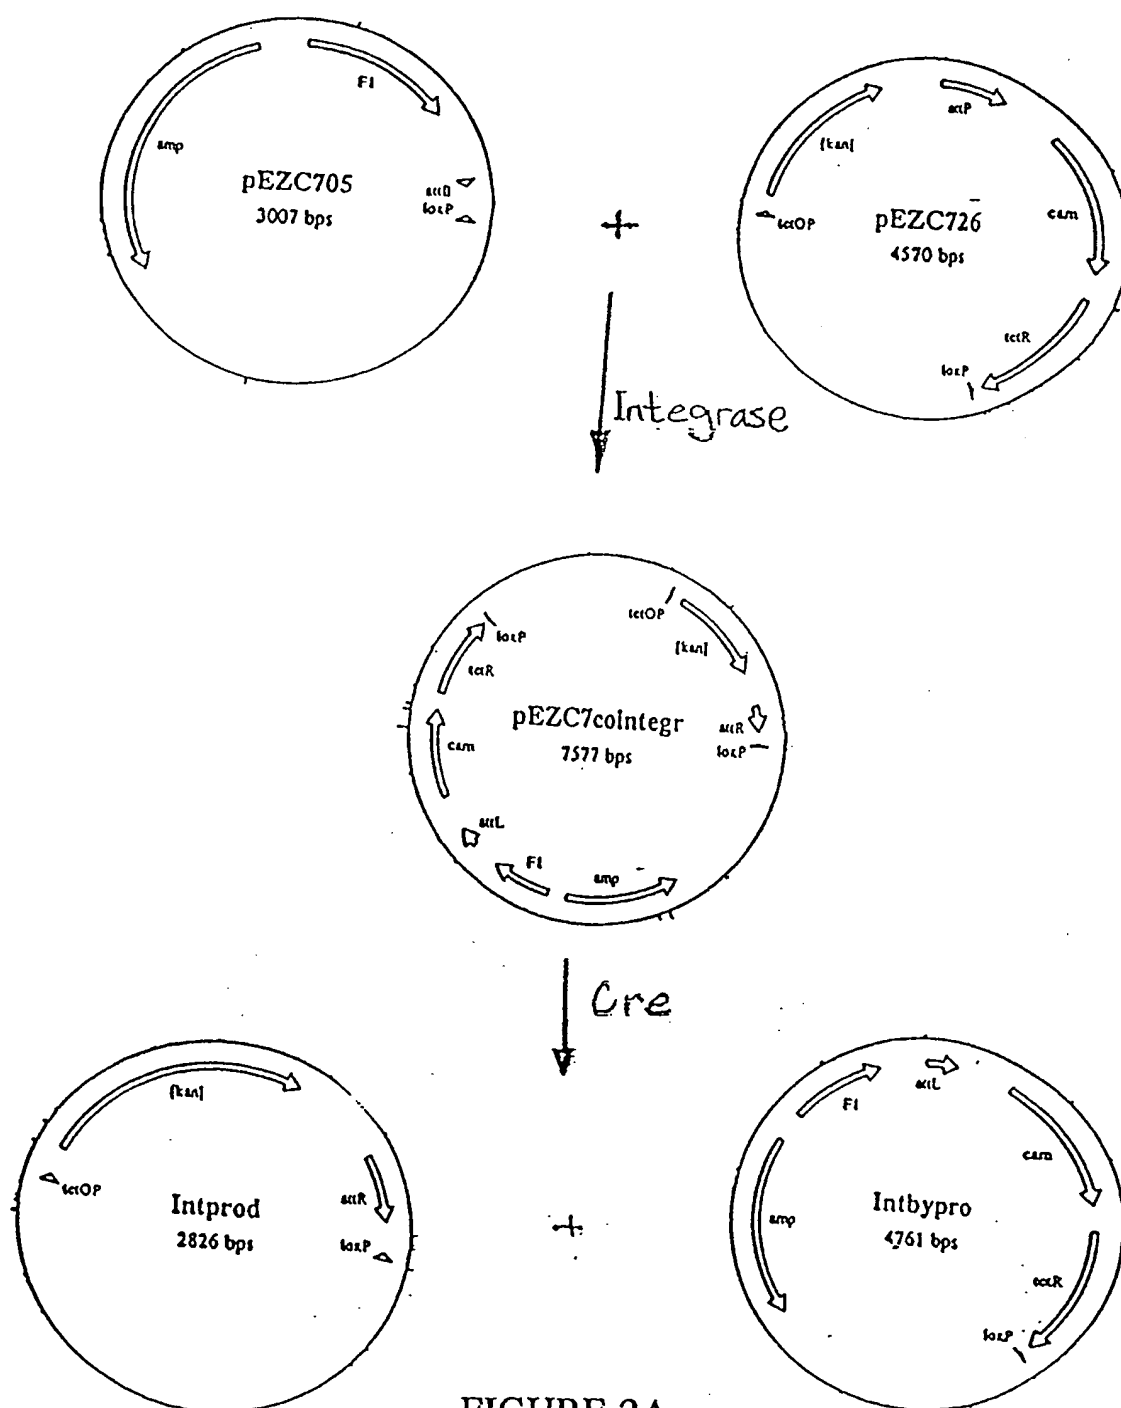 F1
amp
pEZC705
3007 bps
attB
loxP
+
attP
[kan]
cam
tetOP
pEZC726
4570 bps
tetR
loxP
Integrase
tetOP
loxP
[kan]
tetR
pEZC7cointegr
7577 bps
attR
loxP
cam
attL
F1
amp
Cre
[kan]
tetOP
attR
Intprod
2826 bps
loxP
+
attL
F1
cam
amp
Intbypro
4761 bps
tetR
loxP
FIGURE 2A